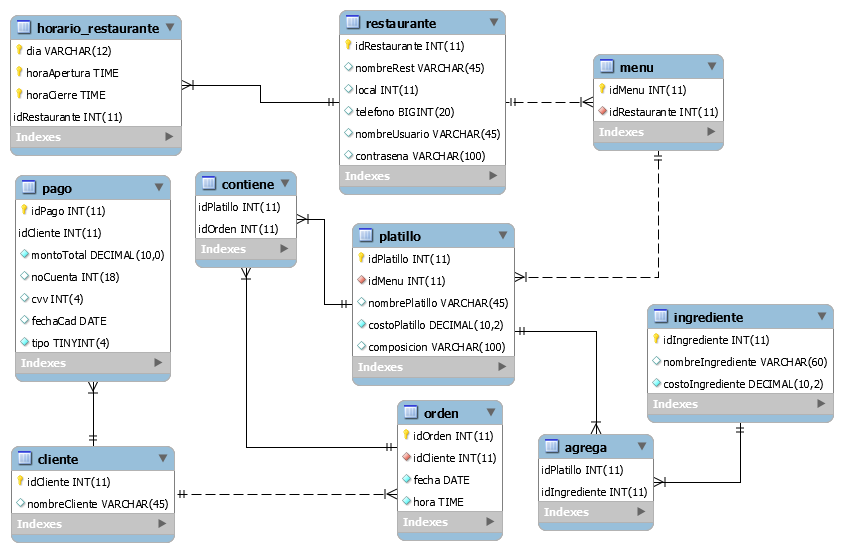 horario_restaurante
dia VARCHAR(12)
horaApertura TIME
horaCierre TIME
idRestaurante INT(11)
Indexes
restaurante
idRestaurante INT(11)
nombreRest VARCHAR(45)
local INT(11)
telefono BIGINT(20)
nombreUsuario VARCHAR(45)
contrasena VARCHAR(100)
Indexes
menu
idMenu INT(11)
idRestaurante INT(11)
Indexes
pago
idPago INT(11)
idCliente INT(11)
montoTotal DECIMAL(10,0)
noCuenta INT(18)
cvv INT(4)
fechaCad DATE
tipo TINYINT(4)
Indexes
contiene
idPlatillo INT(11)
idOrden INT(11)
Indexes
platillo
idPlatillo INT(11)
idMenu INT(11)
nombrePlatillo VARCHAR(45)
costoPlatillo DECIMAL(10,2)
composicion VARCHAR(100)
Indexes
ingrediente
idIngrediente INT(11)
nombreIngrediente VARCHAR(60)
costoIngrediente DECIMAL(10,2)
Indexes
cliente
idCliente INT(11)
nombreCliente VARCHAR(45)
Indexes
orden
idOrden INT(11)
idCliente INT(11)
fecha DATE
hora TIME
Indexes
agrega
idPlatillo INT(11)
idIngrediente INT(11)
Indexes